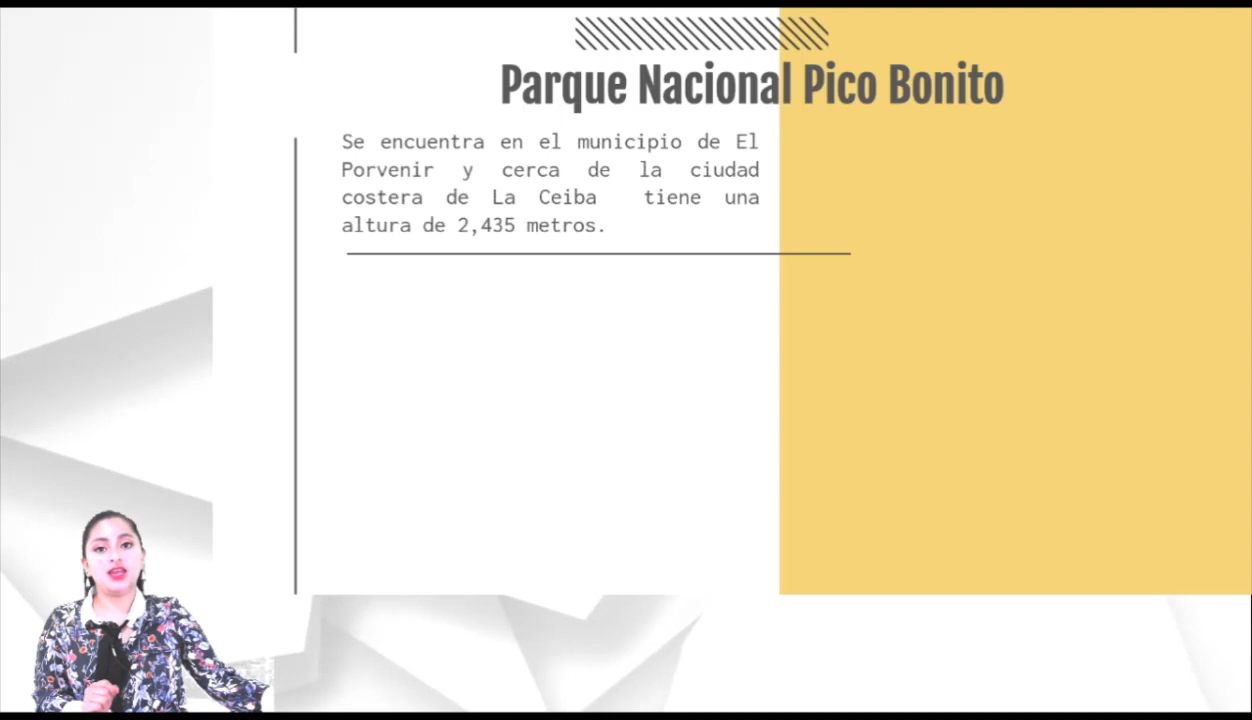 Parque Nacional Pico Bonito
Se encuentra en el municipio de El
Porvenir y cerca de la ciudad
costera de La Ceiba tiene una
altura de 2,435 metros.